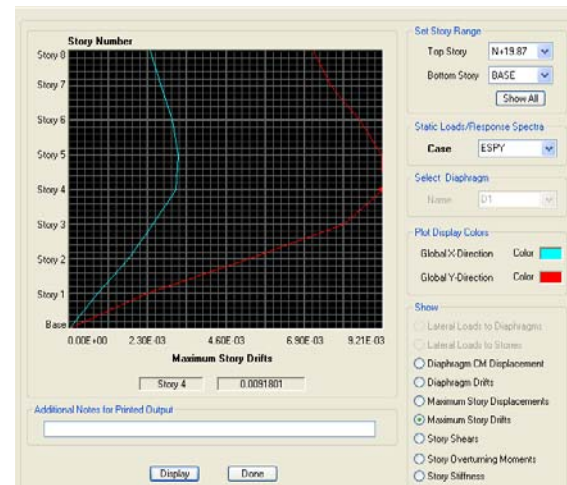 Story Number
Story 8
Story 7
Story 6
Story 5
Story 4
Story 3
Story 2
Story 1
Base
0.00E+00 2.30E-03 4.60E-03 6.90E-03 9.21E-03
Maximum Story Drifts
Story 4 0.0091801
Additional Notes for Printed Output
Display Done
Set Story Range
Top Story N+19.87
Bottom Story BASE
Show All
Static Loads/Response Spectra
Case ESPY
Select Diaphragm
Name D1
Plot Display Colors
Global X-Direction Color
Global Y-Direction Color
Show
Lateral Loads to Diaphragms
Lateral Loads to Stories
Diaphragm CM Displacement
Diaphragm Drifts
Maximum Story Displacements
Maximum Story Drifts
Story Shears
Story Overturning Moments
Story Stiffness